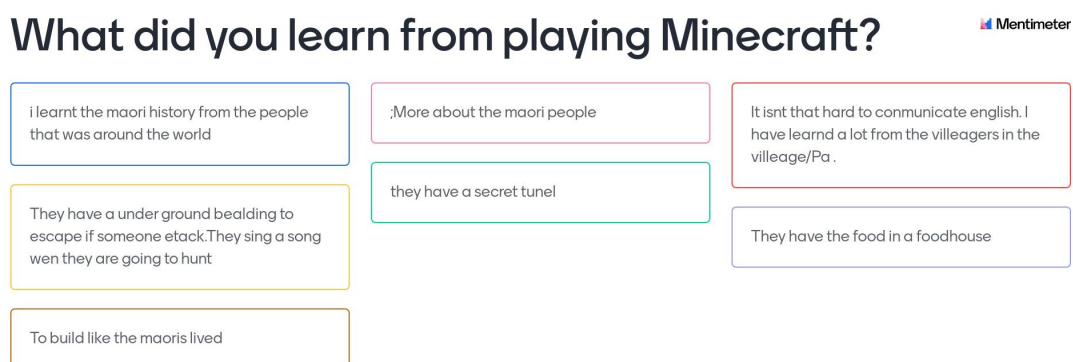 What did you learn from playing Minecraft?
Mentimeter
i learnt the maori history from the people
that was around the world
They have a under ground bealding to
escape if someone etack.They sing a song
wen they are going to hunt
To build like the maoris lived
;More about the maori people
they have a secret tunel
It isnt that hard to conmunicate english. I
have learnd a lot from the villeagers in the
villeage/Pa .
They have the food in a foodhouse